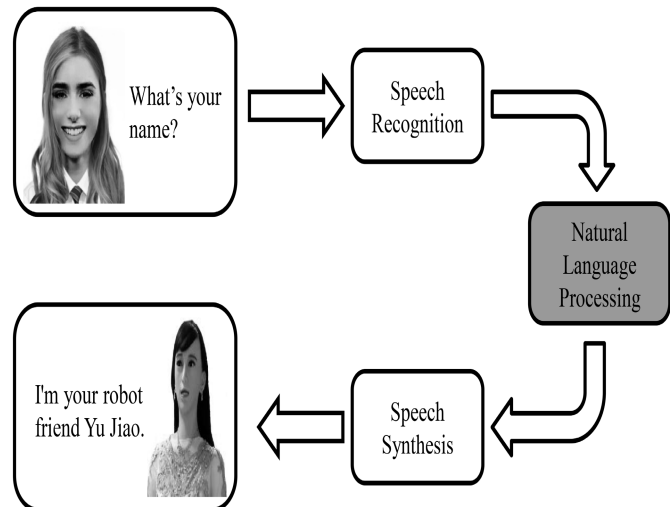 What’s your
name?
Speech
Recognition
Natural
Language
Processing
Speech
Synthesis
I'm your robot
friend Yu Jiao.